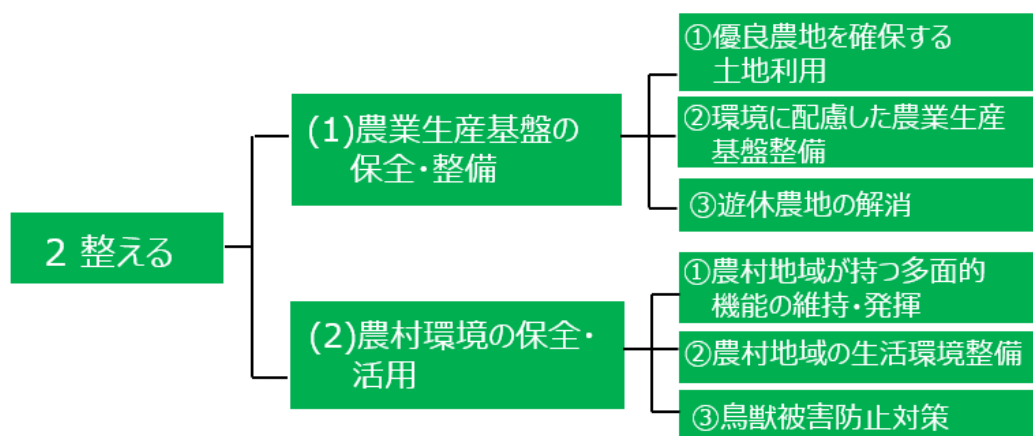 2 整える
(1)農業生産基盤の
保全・整備
①優良農地を確保する
土地利用
②環境に配慮した農業生産
基盤整備
③遊休農地の解消
(2)農村環境の保全・
活用
①農村地域が持つ多面的
機能の維持・発揮
②農村地域の生活環境整備
③鳥獣被害防止対策